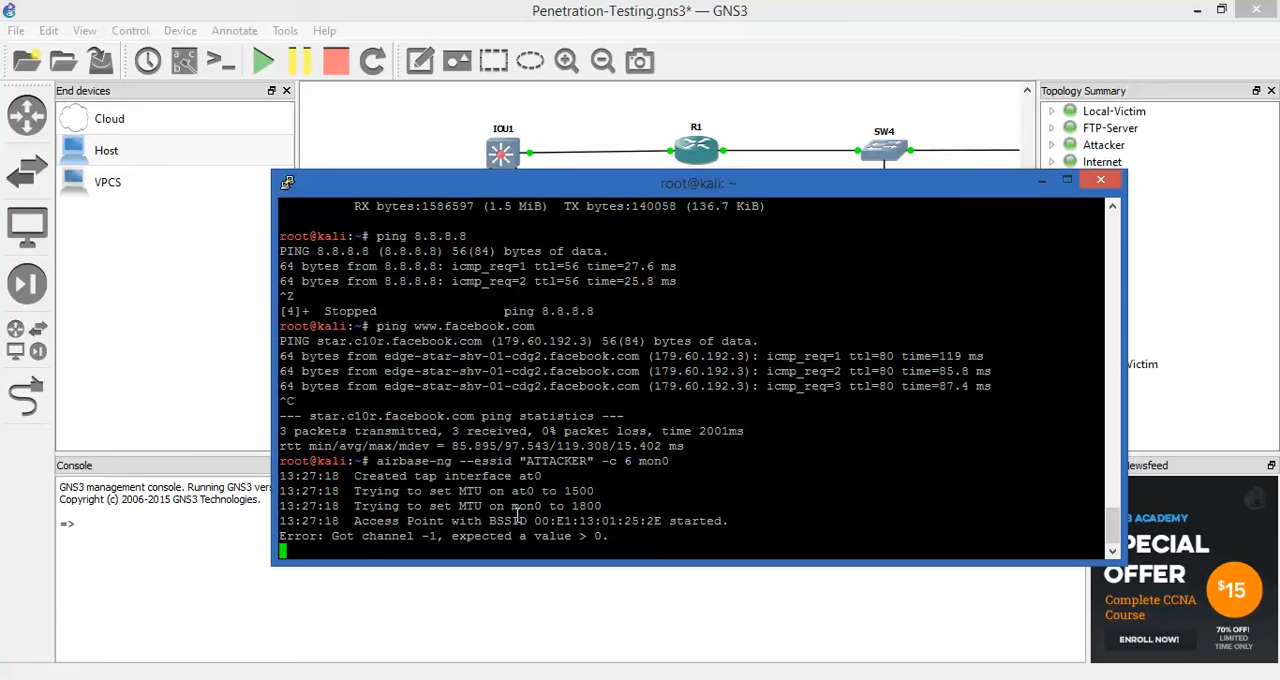 Penetration-Testing.gns3* — GNS3
File Edit View Control Device Annotate Tools Help
End devices
Cloud
Host
VPCS
IOU1
R1
SW4
Topology Summary
Local-Victim
FTP-Server
Attacker
Internet
root@kali: ~
RX bytes:1586597 (1.5 MiB) TX bytes:140058 (136.7 KiB)
root@kali:~# ping 8.8.8.8
PING 8.8.8.8 (8.8.8.8) 56(84) bytes of data.
64 bytes from 8.8.8.8: icmp_req=1 ttl=56 time=27.6 ms
64 bytes from 8.8.8.8: icmp_req=2 ttl=56 time=25.8 ms
^Z
[4]+ Stopped ping 8.8.8.8
root@kali:~# ping www.facebook.com
PING star.c10r.facebook.com (179.60.192.3) 56(84) bytes of data.
64 bytes from edge-star-shv-01-cdg2.facebook.com (179.60.192.3): icmp_req=1 ttl=80 time=119 ms
64 bytes from edge-star-shv-01-cdg2.facebook.com (179.60.192.3): icmp_req=2 ttl=80 time=85.8 ms
64 bytes from edge-star-shv-01-cdg2.facebook.com (179.60.192.3): icmp_req=3 ttl=80 time=87.4 ms
^C
--- star.c10r.facebook.com ping statistics ---
3 packets transmitted, 3 received, 0% packet loss, time 2001ms
rtt min/avg/max/mdev = 85.895/97.543/119.308/15.402 ms
root@kali:~# airbase-ng --essid "ATTACKER" -c 6 mon0
13:27:18 Created tap interface at0
13:27:18 Trying to set MTU on at0 to 1500
13:27:18 Trying to set MTU on mon0 to 1800
13:27:18 Access Point with BSSID 00:E1:13:01:25:2E started.
Error: Got channel -1, expected a value > 0.
ictim
Console
GNS3 management console. Running GNS3 vers
Copyright (c) 2006-2015 GNS3 Technologies.
=>
ewsfeed
3 ACADEMY
PECIAL
OFFER
Complete CCNA
Course
$15
70% OFF!
LIMITED
TIME ONLY
ENROLL NOW!